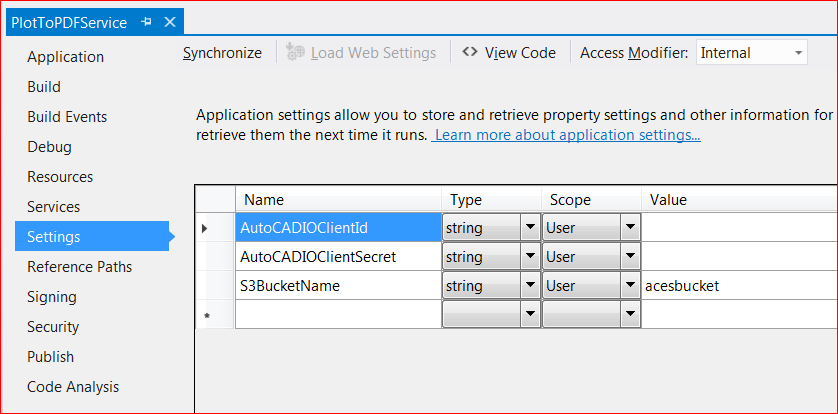 PlotToPDFService
Synchronize Load Web Settings View Code Access Modifier: Internal
Application
Build
Build Events
Debug
Resources
Services
Settings
Reference Paths
Signing
Security
Publish
Code Analysis
Application settings allow you to store and retrieve property settings and other information for
retrieve them the next time it runs. Learn more about application settings...
Name Type Scope Value
AutoCADIOClientId string User
AutoCADIOClientSecret string User
S3BucketName string User acesbucket
*